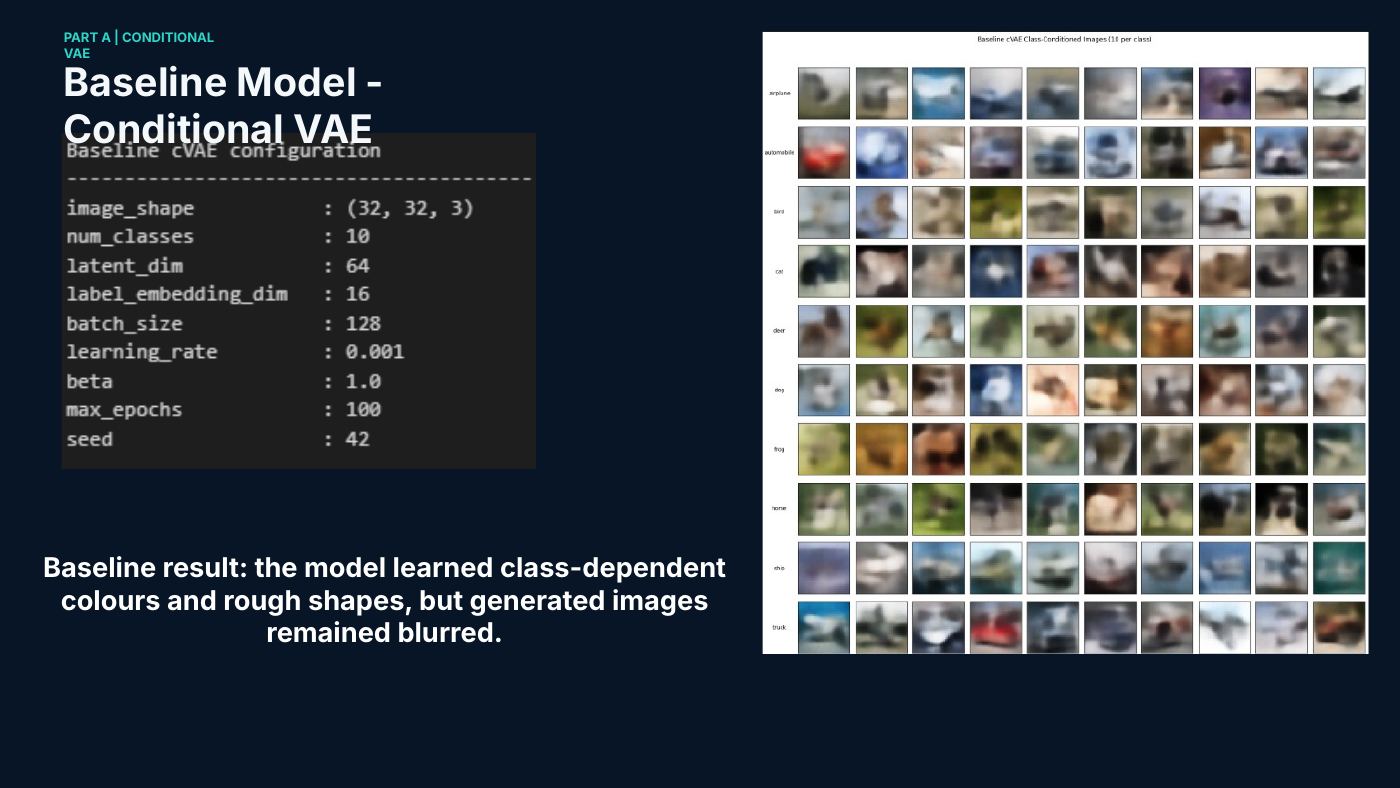 PART A | CONDITIONAL
VAE
Baseline Model -
Conditional VAE
Baseline cVAE configuration
----------------------------------------
image_shape : (32, 32, 3)
num_classes : 10
latent_dim : 64
label_embedding_dim : 16
batch_size : 128
learning_rate : 0.001
beta : 1.0
max_epochs : 100
seed : 42
Baseline result: the model learned class-dependent
colours and rough shapes, but generated images
remained blurred.
Baseline cVAE Class-Conditioned Images (10 per class)
airplane
automobile
bird
cat
deer
dog
frog
horse
ship
truck